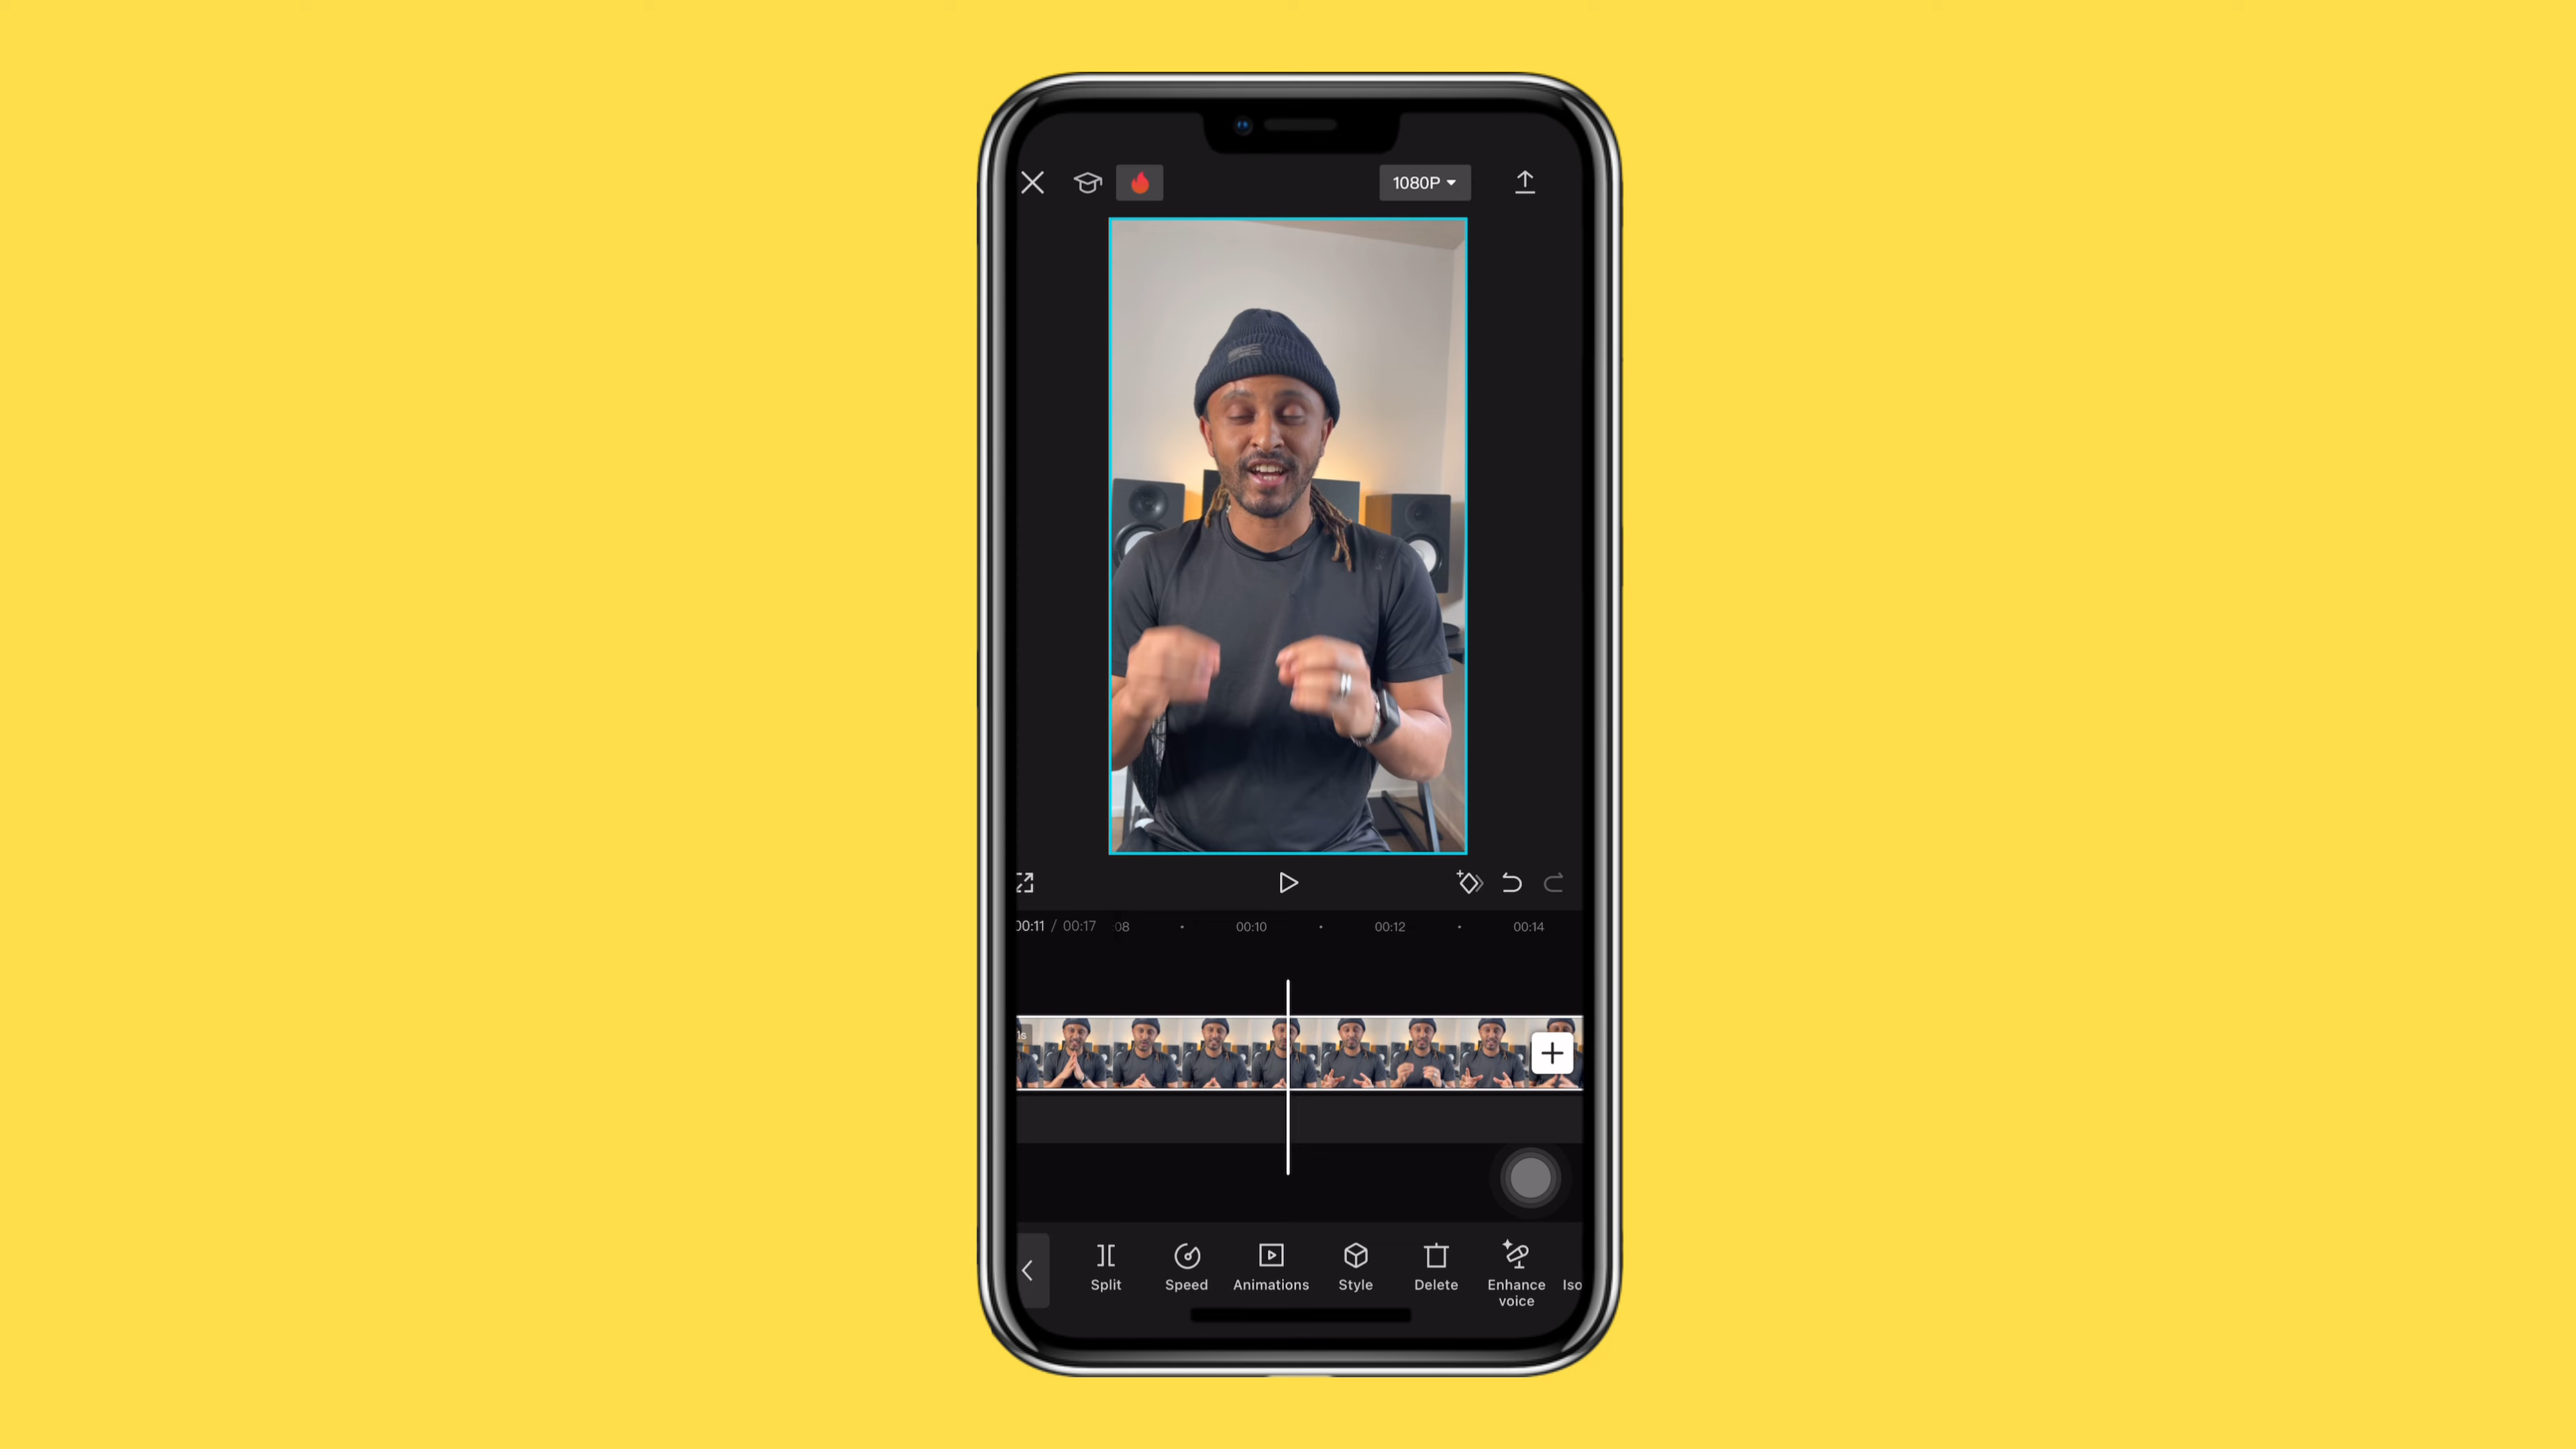 1080P
00:11 / 00:17 08 00:10 00:12 00:14
Split Speed Animations Style Delete Enhance Iso
voice